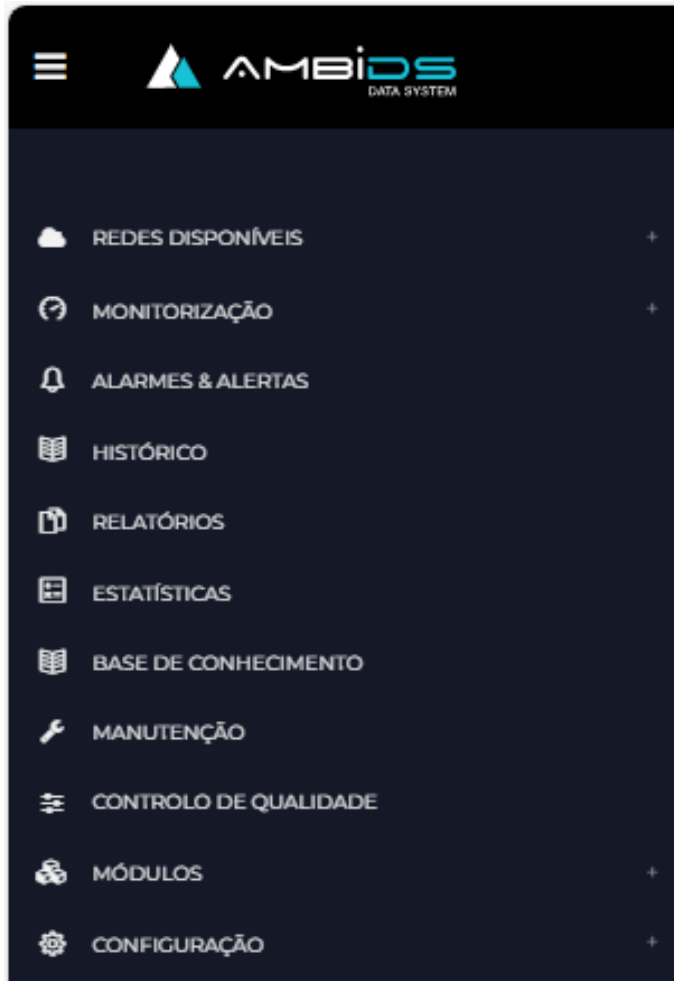 AMBiDS
DATA SYSTEM
REDES DISPONÍVEIS +
MONITORIZAÇÃO +
ALARMES & ALERTAS
HISTÓRICO
RELATÓRIOS
ESTATÍSTICAS
BASE DE CONHECIMENTO
MANUTENÇÃO
CONTROLO DE QUALIDADE
MÓDULOS +
CONFIGURAÇÃO +